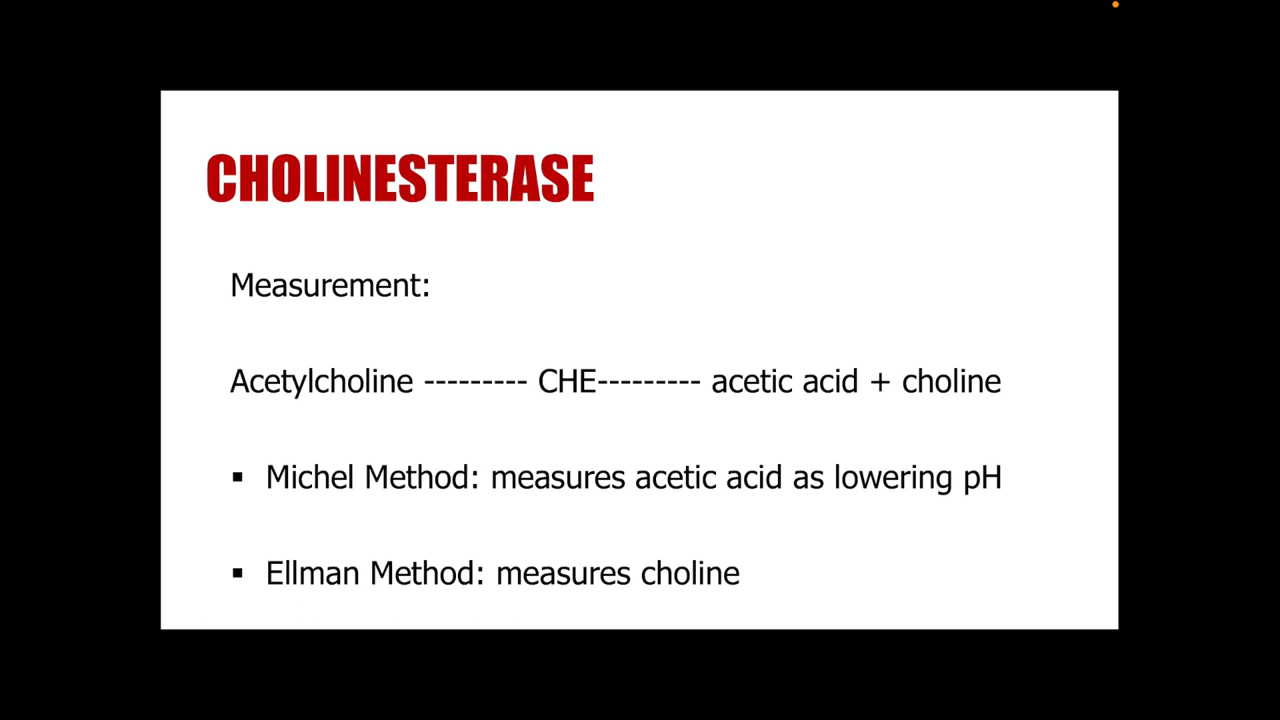 CHOLINESTERASE
Measurement:
Acetylcholine --------- CHE--------- acetic acid + choline
▪ Michel Method: measures acetic acid as lowering pH
▪ Ellman Method: measures choline